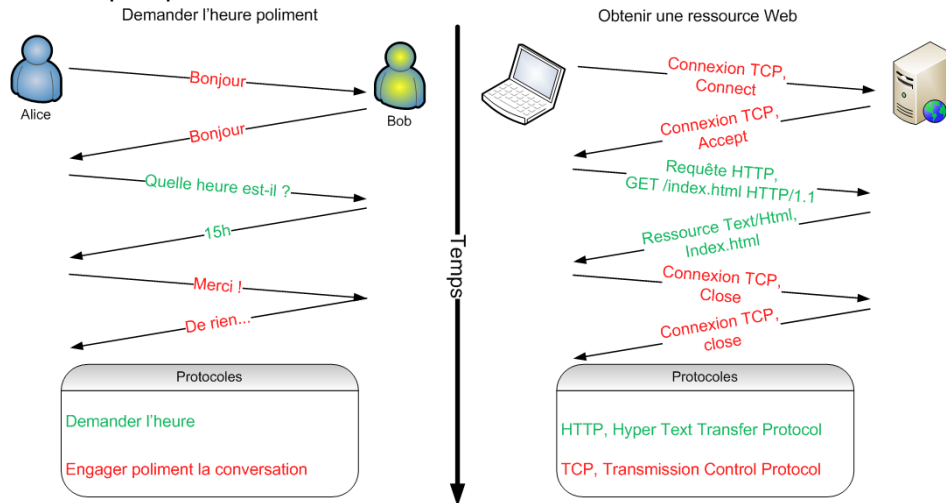 Demander l'heure poliment
Alice
Bob
Bonjour
Bonjour
Quelle heure est-il ?
15h
Merci !
De rien...
Protocoles
Demander l'heure
Engager poliment la conversation
Temps
Obtenir une ressource Web
Connexion TCP,
Connect
Connexion TCP,
Accept
Requête HTTP,
GET /index.html HTTP/1.1
Ressource Text/Html,
Index.html
Connexion TCP,
Close
Connexion TCP,
close
Protocoles
HTTP, Hyper Text Transfer Protocol
TCP, Transmission Control Protocol